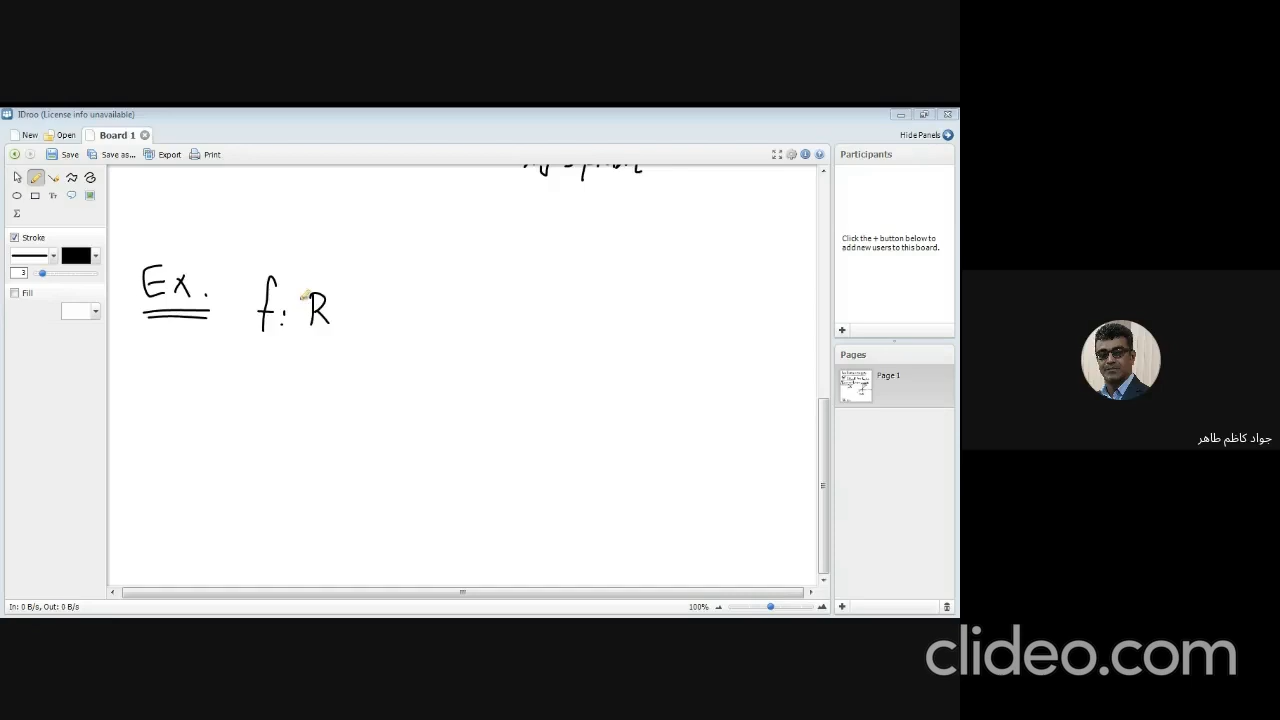 IDroo (License info unavailable)
New Open Board 1 Hide Panels
Save Save as... Export Print Participants
Click the + button below to
add new users to this board.
Stroke
3
Fill
Ex. f: R
Pages
Page 1
جواد كاظم طاهر
In: 0 B/s, Out: 0 B/s 100%
clideo.com